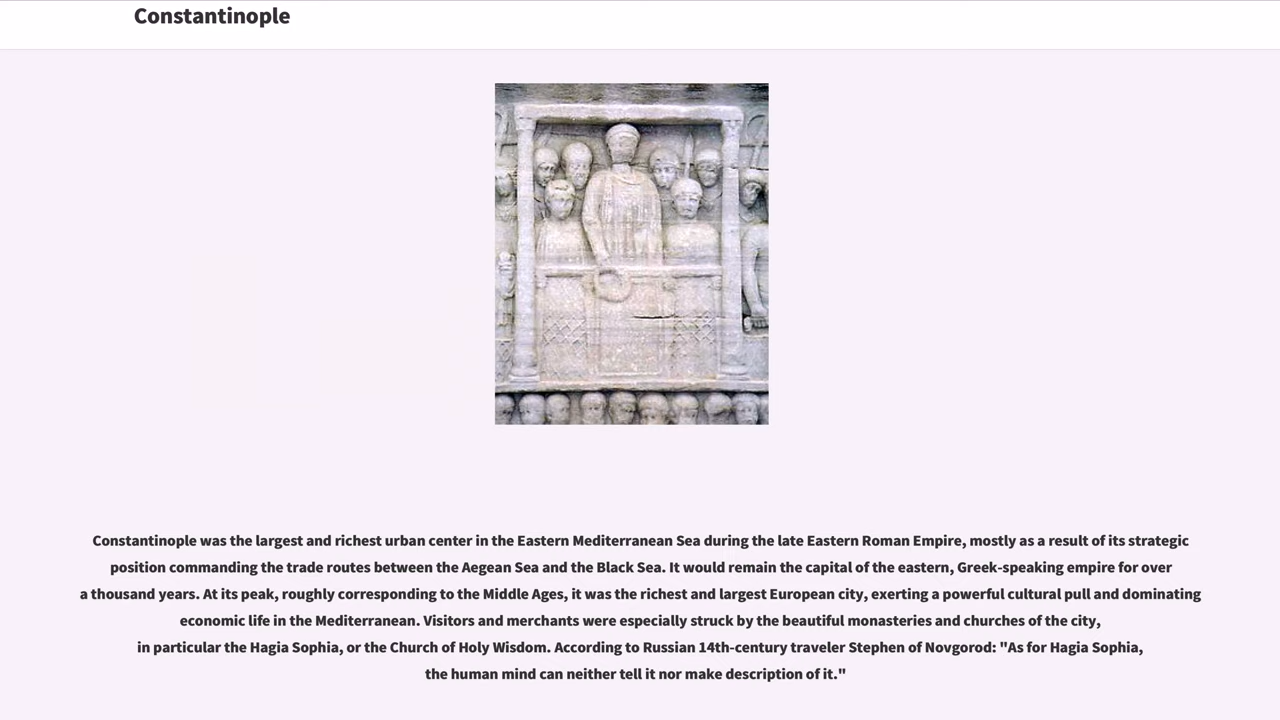 Constantinople
Constantinople was the largest and richest urban center in the Eastern Mediterranean Sea during the late Eastern Roman Empire, mostly as a result of its strategic
position commanding the trade routes between the Aegean Sea and the Black Sea. It would remain the capital of the eastern, Greek-speaking empire for over
a thousand years. At its peak, roughly corresponding to the Middle Ages, it was the richest and largest European city, exerting a powerful cultural pull and dominating
economic life in the Mediterranean. Visitors and merchants were especially struck by the beautiful monasteries and churches of the city,
in particular the Hagia Sophia, or the Church of Holy Wisdom. According to Russian 14th-century traveler Stephen of Novgorod: "As for Hagia Sophia,
the human mind can neither tell it nor make description of it."